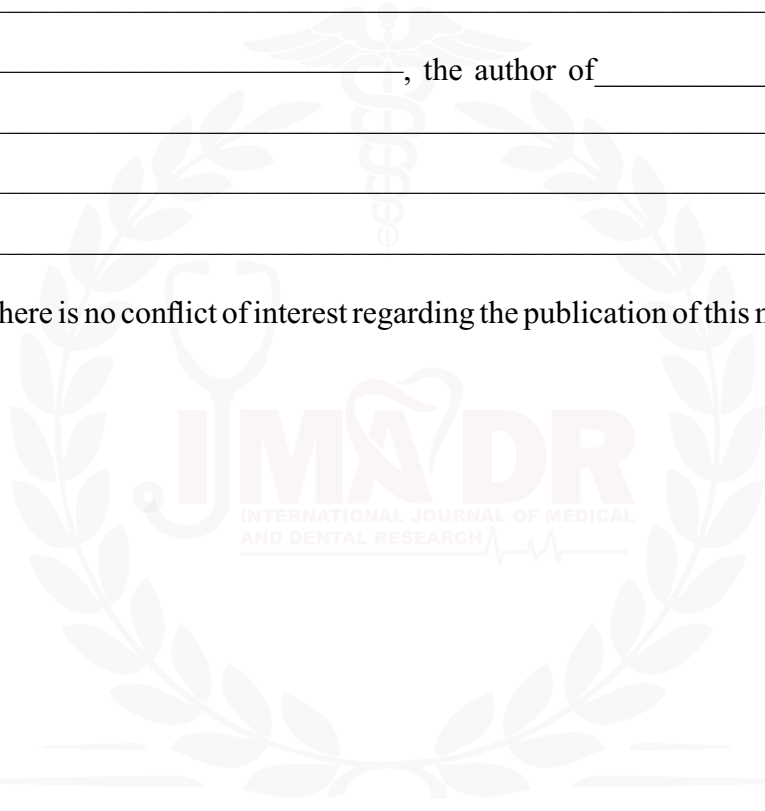 , the author of
here is no conflict of interest regarding the publication of this
IMADR
INTERNATIONAL JOURNAL OF MEDICAL
AND DENTAL RESEARCH